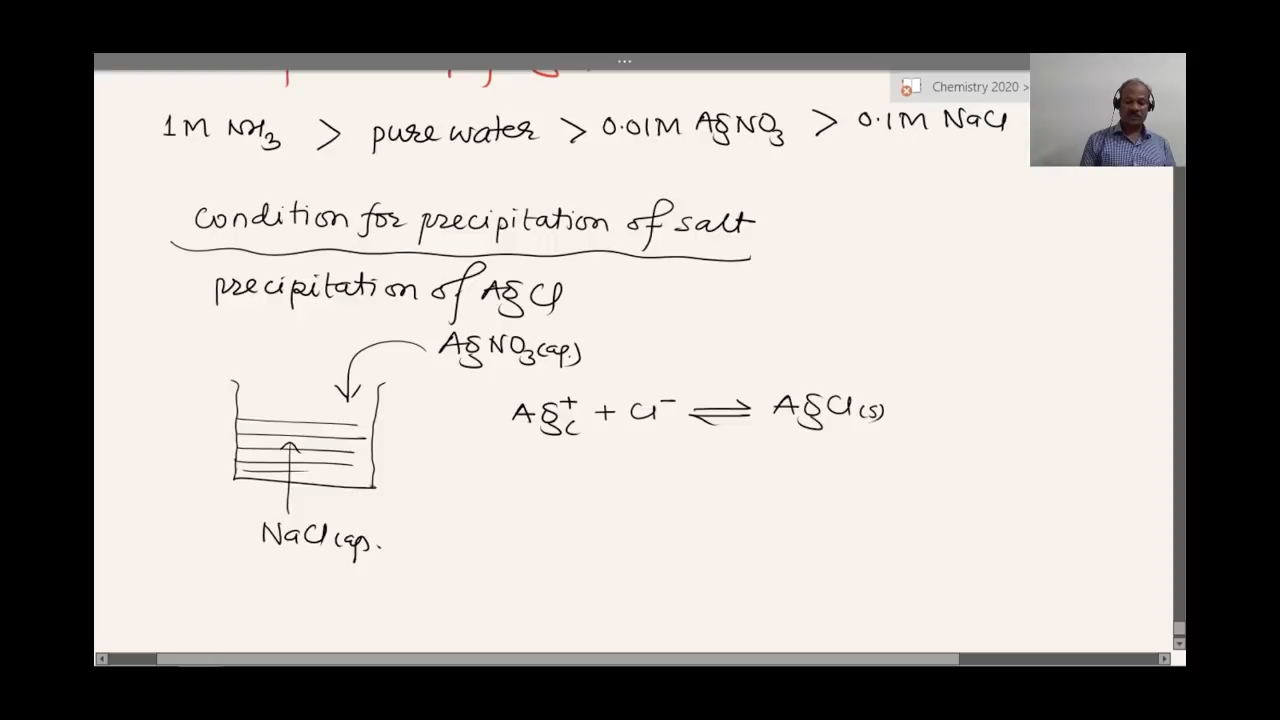 Chemistry 2020 >
1M NH3 > pure water > 0.01M AgNO3 > 0.1M NaCl
condition for precipitation of salt
precipitation of AgCl
AgNO3(aq.)
Ag+ + Cl- ⇌ AgCl(s)
NaCl(aq).